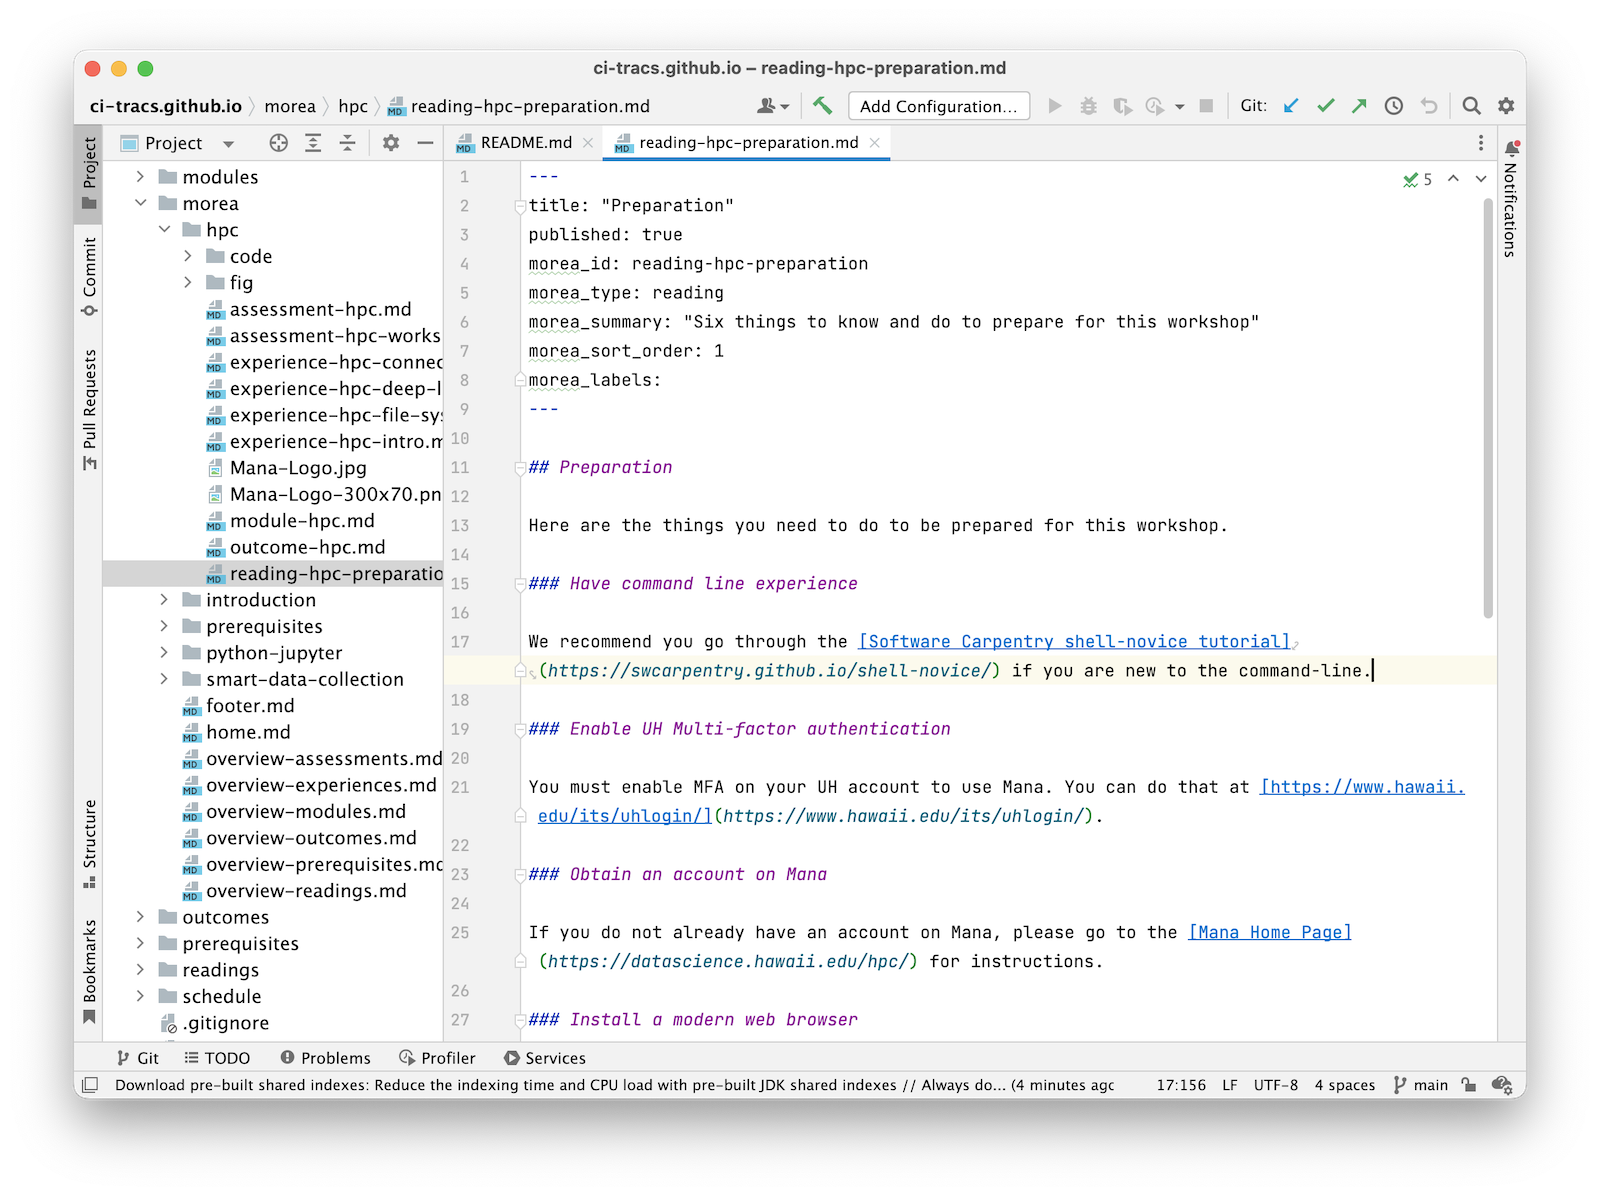 ci-tracs.github.io – reading-hpc-preparation.md
ci-tracs.github.io morea hpc reading-hpc-preparation.md
Add Configuration... Git:
Project
Commit
Pull Requests
Structure
Bookmarks
Project
modules
morea
hpc
code
fig
assessment-hpc.md
assessment-hpc-works
experience-hpc-connec
experience-hpc-deep-l
experience-hpc-file-sys
experience-hpc-intro.m
Mana-Logo.jpg
Mana-Logo-300x70.pn
module-hpc.md
outcome-hpc.md
reading-hpc-preparatio
introduction
prerequisites
python-jupyter
smart-data-collection
footer.md
home.md
overview-assessments.md
overview-experiences.md
overview-modules.md
overview-outcomes.md
overview-prerequisites.md
overview-readings.md
outcomes
prerequisites
readings
schedule
.gitignore
README.md reading-hpc-preparation.md
5
1 ---
2 title: "Preparation"
3 published: true
4 morea_id: reading-hpc-preparation
5 morea_type: reading
6 morea_summary: "Six things to know and do to prepare for this workshop"
7 morea_sort_order: 1
8 morea_labels:
9 ---
10
11 ## Preparation
12
13 Here are the things you need to do to be prepared for this workshop.
14
15 ### Have command line experience
16
17 We recommend you go through the [Software Carpentry shell-novice tutorial]
(https://swcarpentry.github.io/shell-novice/) if you are new to the command-line.
18
19 ### Enable UH Multi-factor authentication
20
21 You must enable MFA on your UH account to use Mana. You can do that at [https://www.hawaii.
edu/its/uhlogin/](https://www.hawaii.edu/its/uhlogin/).
22
23 ### Obtain an account on Mana
24
25 If you do not already have an account on Mana, please go to the [Mana Home Page]
(https://datascience.hawaii.edu/hpc/) for instructions.
26
27 ### Install a modern web browser
Notifications
Git TODO Problems Profiler Services
Download pre-built shared indexes: Reduce the indexing time and CPU load with pre-built JDK shared indexes // Always do... (4 minutes agc 17:156 LF UTF-8 4 spaces main